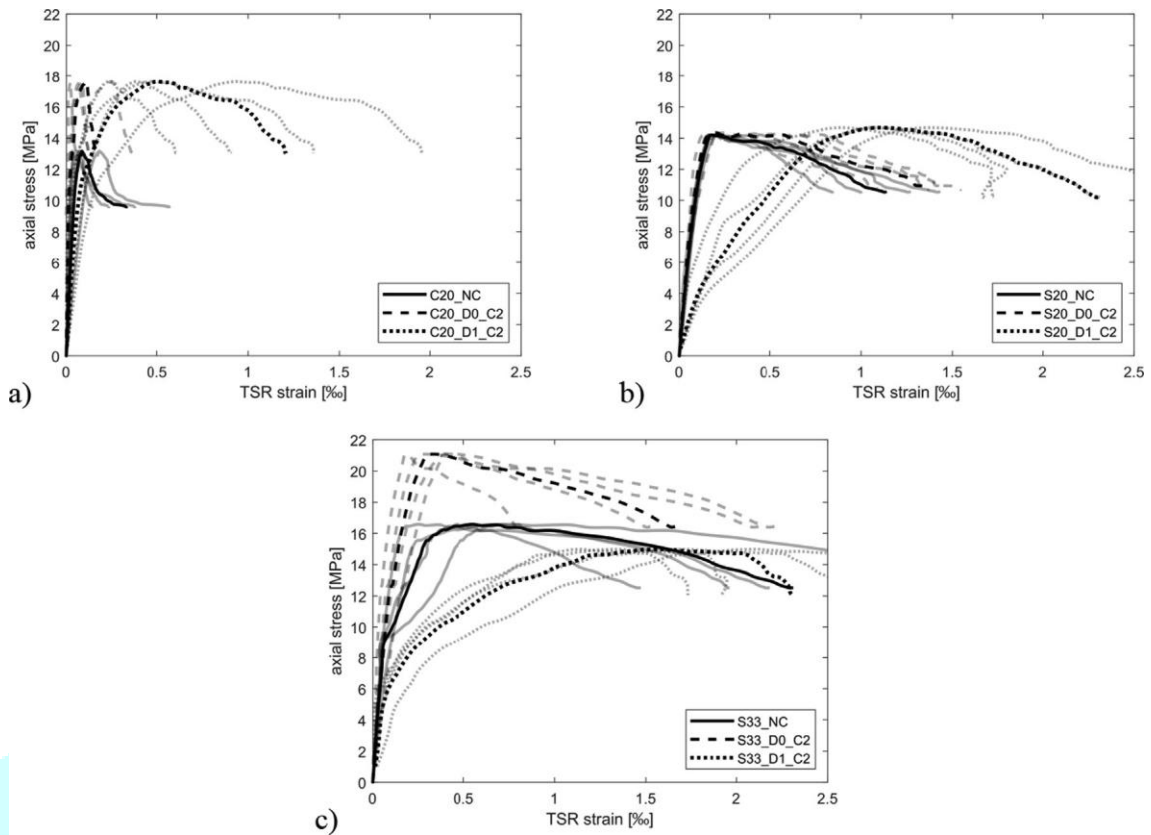 22
20
18
16
14
12
10
8
6
4
2
0
axial stress [MPa]
0 0.5 1 1.5 2 2.5
TSR strain [‰]
C20_NC
C20_D0_C2
C20_D1_C2
a)
22
20
18
16
14
12
10
8
6
4
2
0
axial stress [MPa]
0 0.5 1 1.5 2 2.5
TSR strain [‰]
S20_NC
S20_D0_C2
S20_D1_C2
b)
22
20
18
16
14
12
10
8
6
4
2
0
axial stress [MPa]
0 0.5 1 1.5 2 2.5
TSR strain [‰]
S33_NC
S33_D0_C2
S33_D1_C2
c)